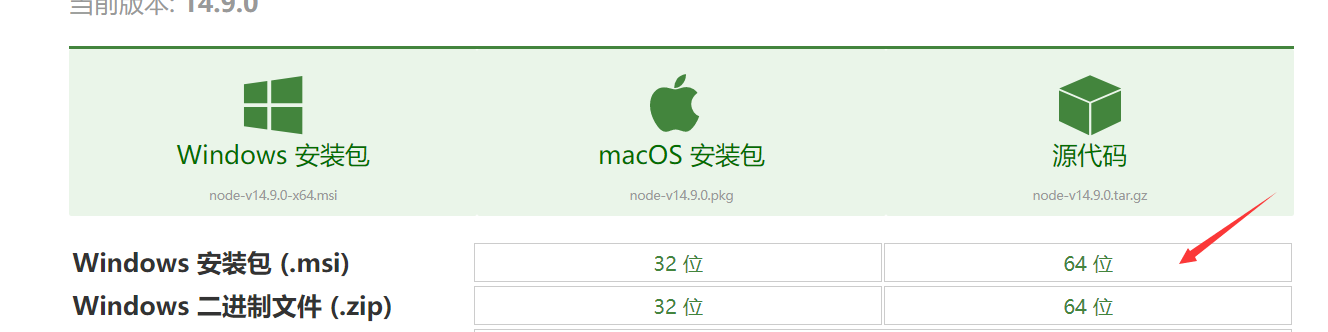 当前版本: 14.9.0
Windows 安装包
macOS 安装包
源代码
node-v14.9.0-x64.msi
node-v14.9.0.pkg
node-v14.9.0.tar.gz
Windows 安装包 (.msi)
32 位
64 位
Windows 二进制文件 (.zip)
32 位
64 位